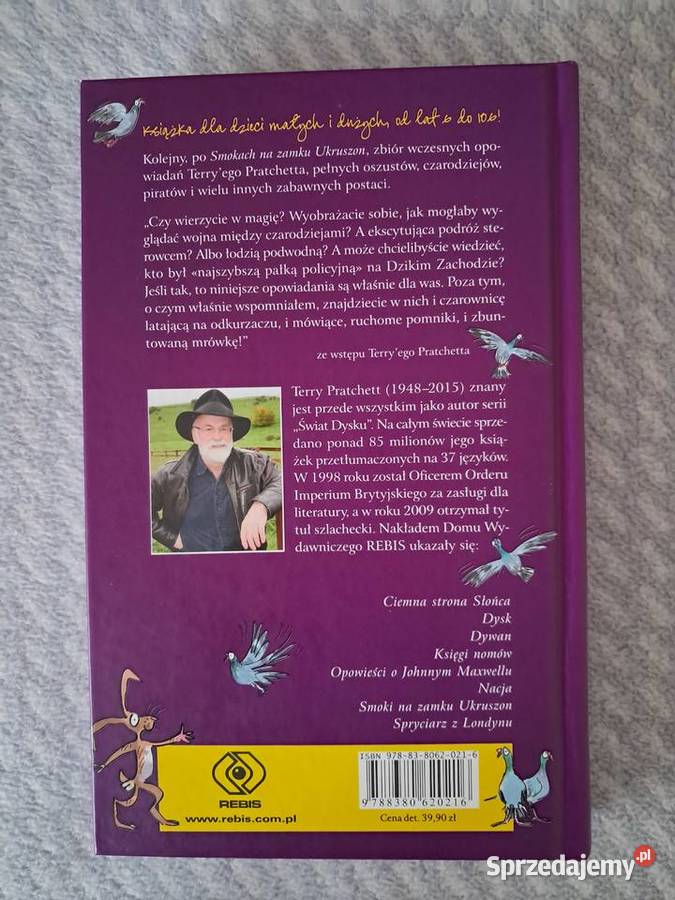 Książka dla dzieci małych i dużych, od lat 6 do 106!
Kolejny, po Smokach na zamku Ukruszon, zbiór wczesnych opo-
wiadań Terry’ego Pratchetta, pełnych oszustów, czarodziejów,
piratów i wielu innych zabawnych postaci.
„Czy wierzycie w magię? Wyobrażacie sobie, jak mogłaby wy-
glądać wojna między czarodziejami? A ekscytująca podróż ste-
rowcem? Albo łodzią podwodną? A może chcielibyście wiedzieć,
kto był «najszybszą pałką policyjną» na Dzikim Zachodzie?
Jeśli tak, to niniejsze opowiadania są właśnie dla was. Poza tym,
o czym właśnie wspomniałem, znajdziecie w nich i czarownicę
latającą na odkurzaczu, i mówiące, ruchome pomniki, i zbun-
towaną mrówkę!”
ze wstępu Terry’ego Pratchetta
Terry Pratchett (1948–2015) znany
jest przede wszystkim jako autor serii
„Świat Dysku”. Na całym świecie sprze-
dano ponad 85 milionów jego ksią-
żek przetłumaczonych na 37 języków.
W 1998 roku został Oficerem Orderu
Imperium Brytyjskiego za zasługi dla
literatury, a w roku 2009 otrzymał ty-
tuł szlachecki. Nakładem Domu Wy-
dawniczego REBIS ukazały się:
Ciemna strona Słońca
Dysk
Dywan
Księgi nomów
Opowieści o Johnnym Maxwellu
Nacja
Smoki na zamku Ukruszon
Spryciarz z Londynu
REBIS
www.rebis.com.pl
ISBN 978-83-8062-021-6
9788380620216
Cena det. 39,90 zł
Sprzedajemy.pl